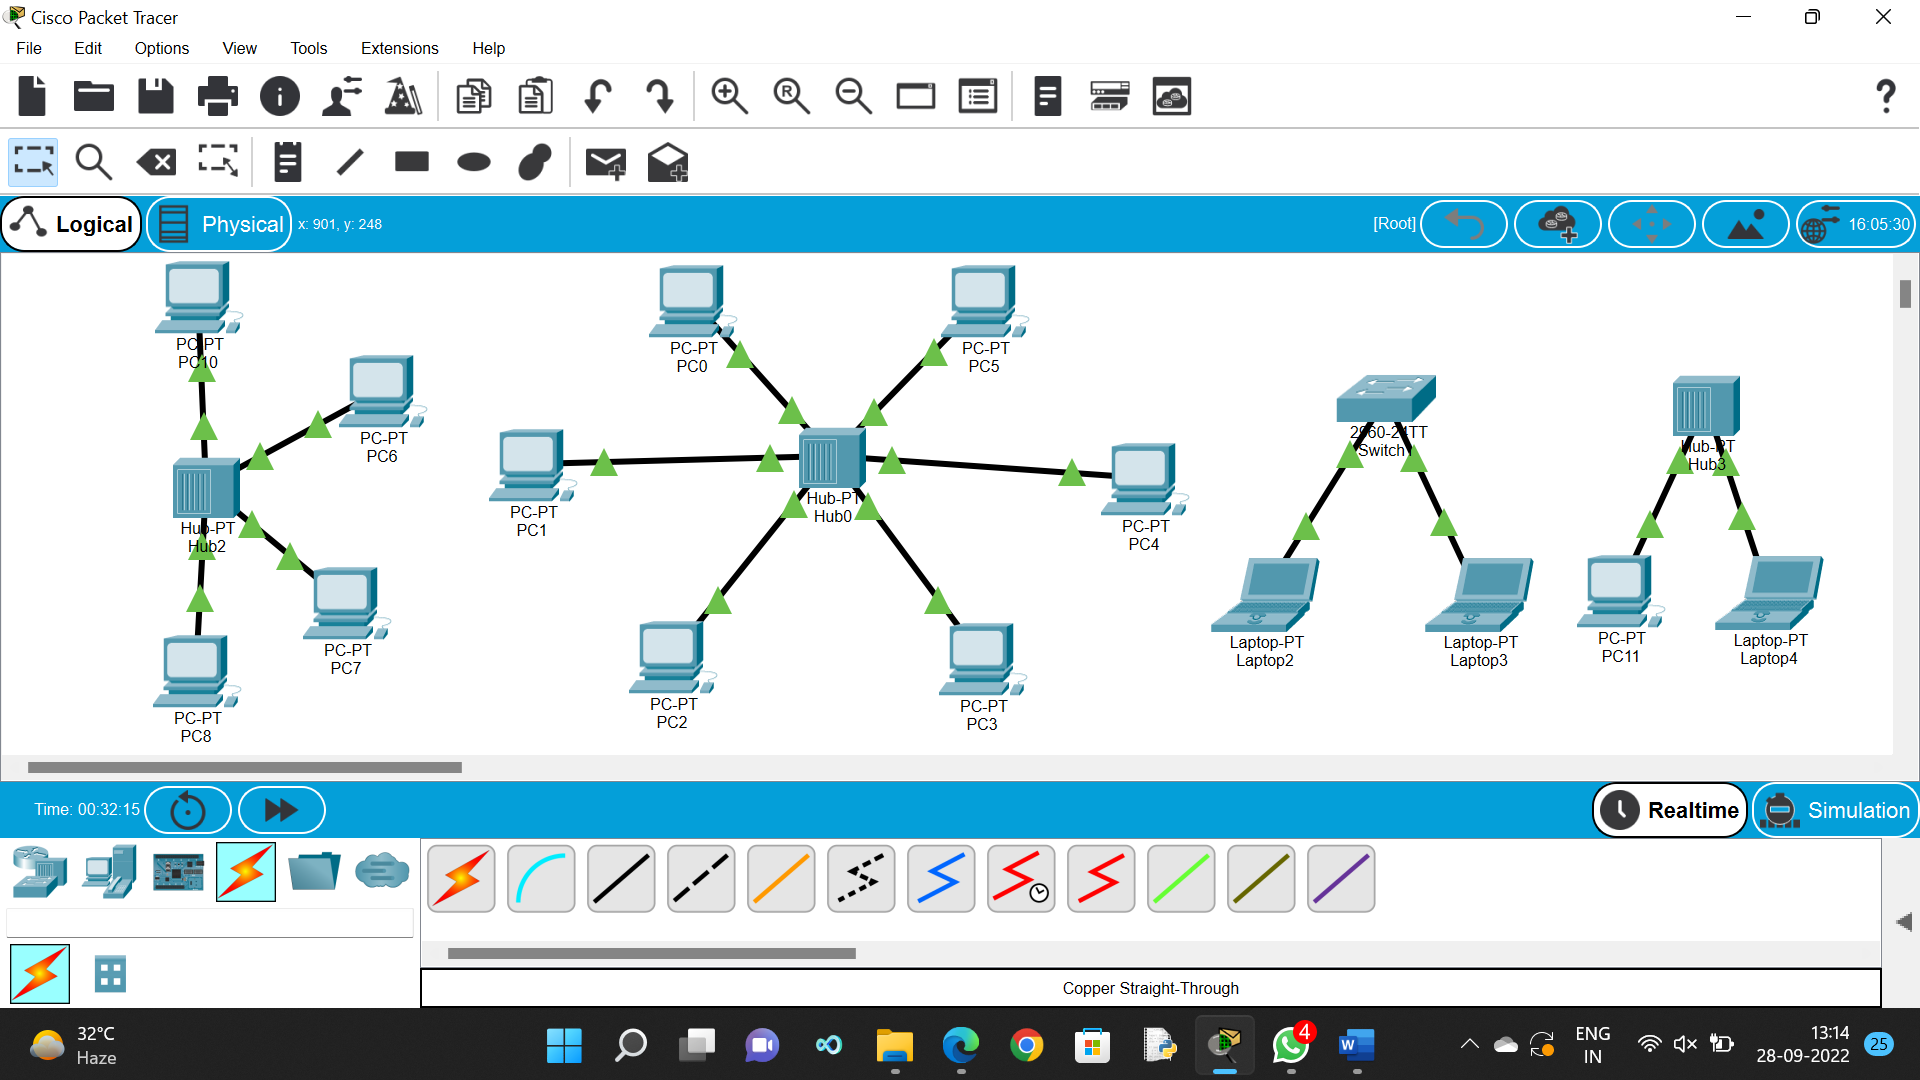 Cisco Packet Tracer
File Edit Options View Tools Extensions Help
Logical
Physical
x: 901, y: 248
[Root]
16:05:30
PC-PT
PC10
PC-PT
PC6
Hub-PT
Hub2
PC-PT
PC7
PC-PT
PC8
PC-PT
PC0
PC-PT
PC5
PC-PT
PC1
Hub-PT
Hub0
PC-PT
PC4
PC-PT
PC2
PC-PT
PC3
2960-24TT
Switch
Laptop-PT
Laptop2
Laptop-PT
Laptop3
Hub-PT
Hub3
PC-PT
PC11
Laptop-PT
Laptop4
Time: 00:32:15
Realtime
Simulation
Copper Straight-Through
32°C
Haze
4
ENG
IN
13:14
28-09-2022
25